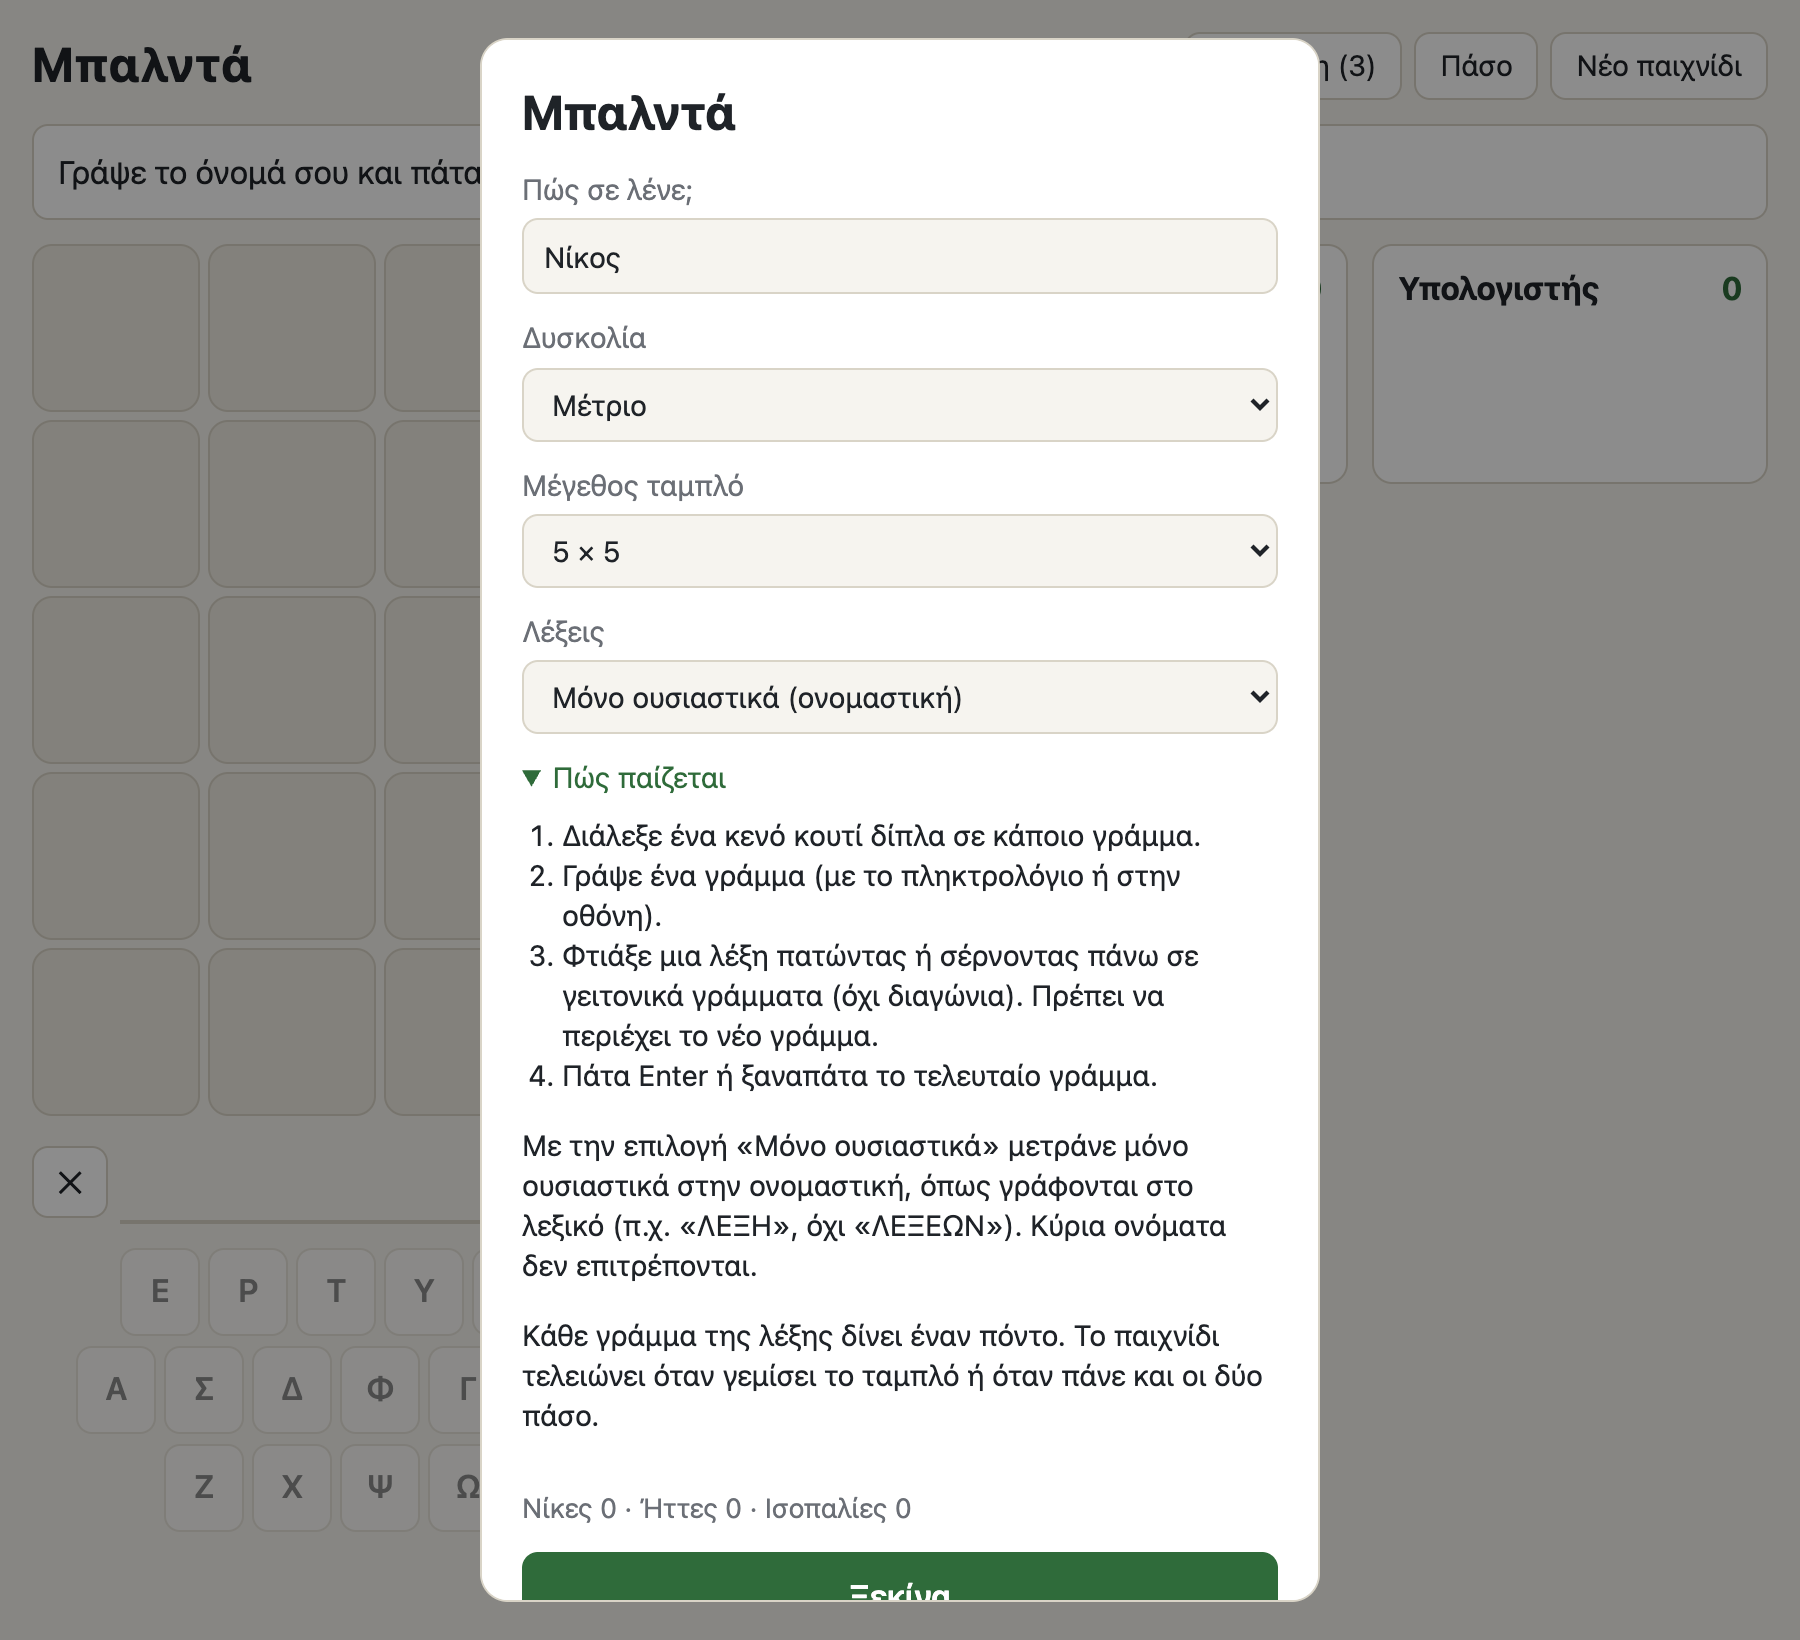 Μπαλντά
(3)
Πάσο
Νέο παιχνίδι
Γράψε το όνομά σου και πάτα
Υπολογιστής 0
Μπαλντά
Πώς σε λένε;
Νίκος
Δυσκολία
Μέτριο
Μέγεθος ταμπλό
5 × 5
Λέξεις
Μόνο ουσιαστικά (ονομαστική)
▼ Πώς παίζεται
1. Διάλεξε ένα κενό κουτί δίπλα σε κάποιο γράμμα.
2. Γράψε ένα γράμμα (με το πληκτρολόγιο ή στην
οθόνη).
3. Φτιάξε μια λέξη πατώντας ή σέρνοντας πάνω σε
γειτονικά γράμματα (όχι διαγώνια). Πρέπει να
περιέχει το νέο γράμμα.
4. Πάτα Enter ή ξαναπάτα το τελευταίο γράμμα.
Με την επιλογή «Μόνο ουσιαστικά» μετράνε μόνο
ουσιαστικά στην ονομαστική, όπως γράφονται στο
λεξικό (π.χ. «ΛΕΞΗ», όχι «ΛΕΞΕΩΝ»). Κύρια ονόματα
δεν επιτρέπονται.
Κάθε γράμμα της λέξης δίνει έναν πόντο. Το παιχνίδι
τελειώνει όταν γεμίσει το ταμπλό ή όταν πάνε και οι δύο
πάσο.
Νίκες 0 · Ήττες 0 · Ισοπαλίες 0
Ξεκίνα
✕
Ε Ρ Τ Υ
Α Σ Δ Φ Γ
Ζ Χ Ψ Ω